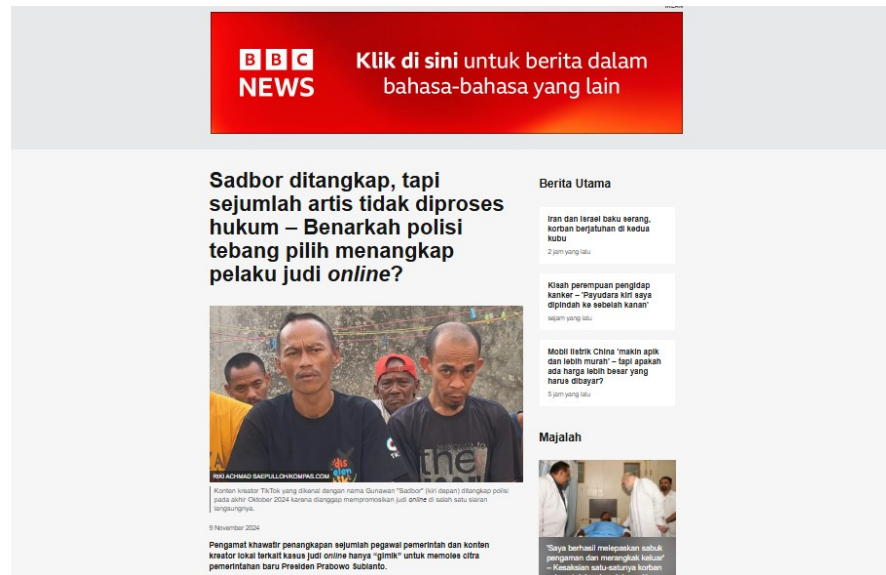 BBC
NEWS
Klik di sini untuk berita dalam
bahasa-bahasa yang lain
Sadbor ditangkap, tapi
sejumlah artis tidak diproses
hukum – Benarkah polisi
tebang pilih menangkap
pelaku judi online?
RIKI ACHMAD SAEPULLOH/KOMPAS.COM
Konten kreator TikTok yang dikenal dengan nama Gunawan "Sadbor" (kiri depan) ditangkap polisi
pada akhir Oktober 2024 karena dianggap mempromosikan judi online di salah satu siaran
langsungnya.
9 November 2024
Pengamat khawatir penangkapan sejumlah pegawai pemerintah dan konten
kreator lokal terkait kasus judi online hanya "gimik" untuk memoles citra
pemerintahan baru Presiden Prabowo Subianto.
Berita Utama
Iran dan Israel baku serang,
korban berjatuhan di kedua
kubu
2 jam yang lalu
Kisah perempuan pengidap
kanker – 'Payudara kiri saya
dipindah ke sebelah kanan'
sejam yang lalu
Mobil listrik China 'makin apik
dan lebih murah' – tapi apakah
ada harga lebih besar yang
harus dibayar?
5 jam yang lalu
Majalah
'Saya berhasil melepaskan sabuk
pengaman dan merangkak keluar'
– Kesaksian satu-satunya korban